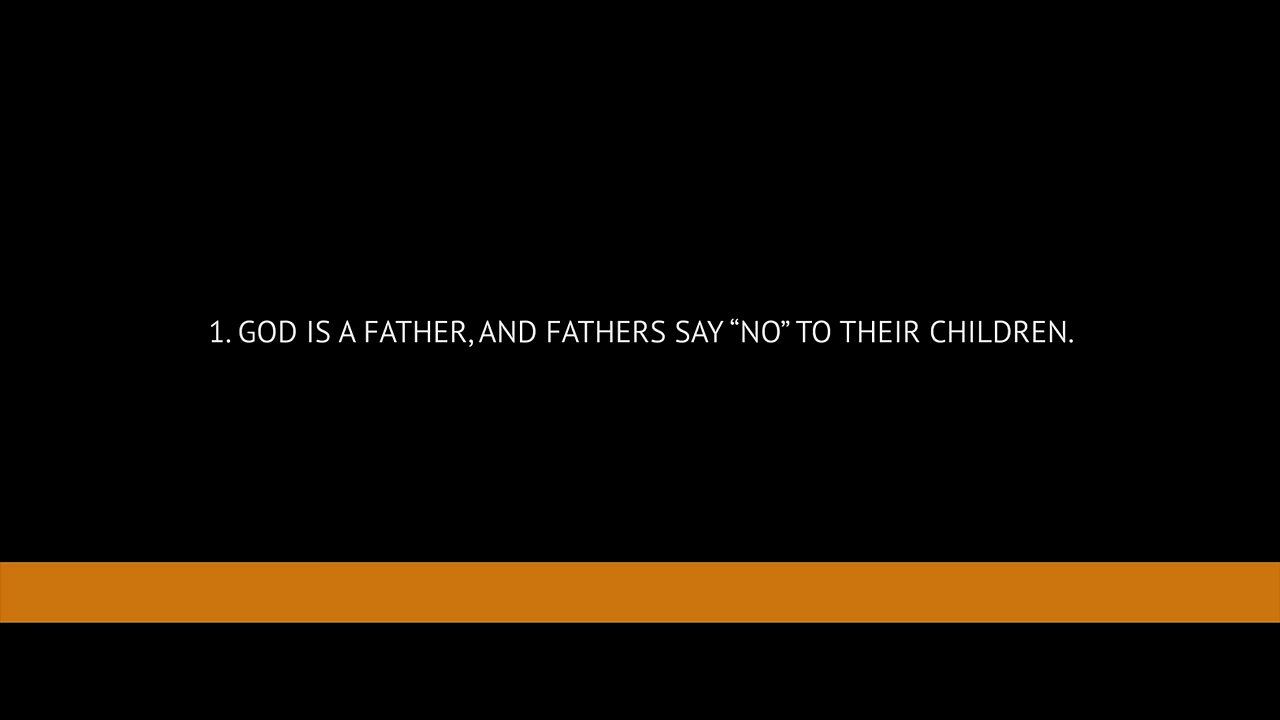 1. GOD IS A FATHER, AND FATHERS SAY “NO” TO THEIR CHILDREN.